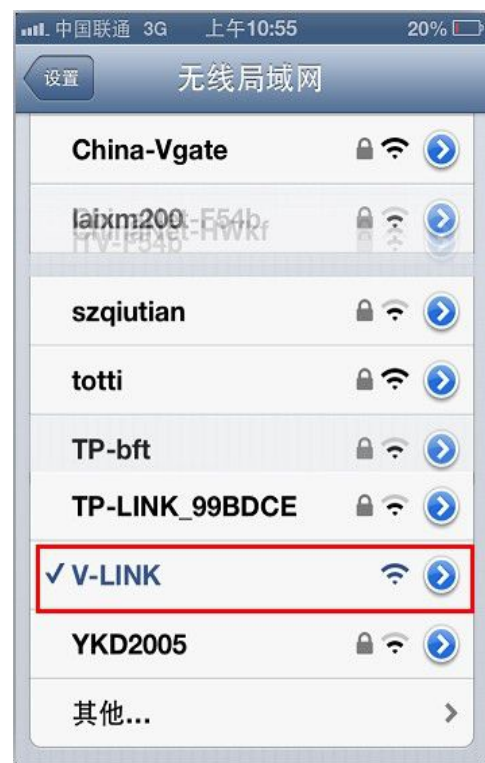 中国联通 3G 上午10:55 20%
设置 无线局域网
China-Vgate
laixm200
szqiutian
totti
TP-bft
TP-LINK_99BDCE
✓ V-LINK
YKD2005
其他...